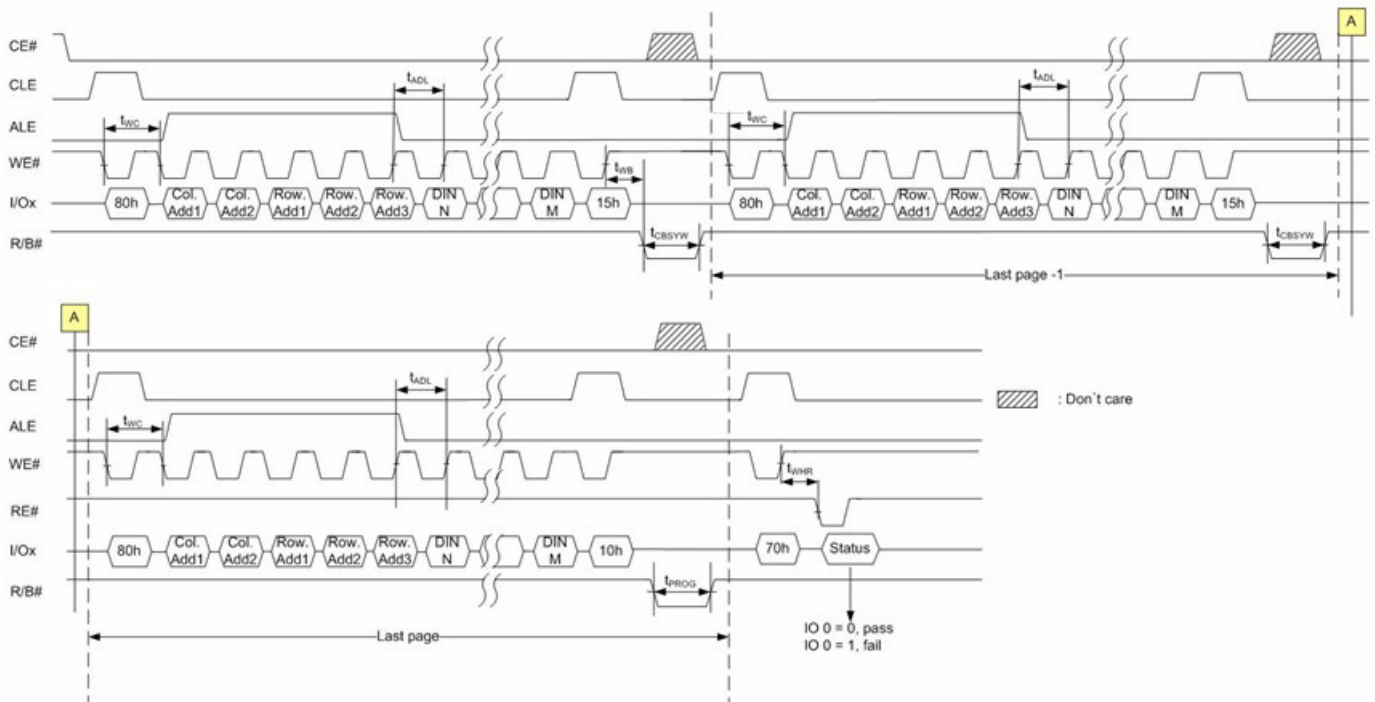 A
CE#
CLE
tADL tADL
ALE
tWC tWC
WE#
tWB
I/Ox 80h Col. Add1 Col. Add2 Row. Add1 Row. Add2 Row. Add3 DIN N DIN M 15h 80h Col. Add1 Col. Add2 Row. Add1 Row. Add2 Row. Add3 DIN N DIN M 15h
R/B# tCBSYW tCBSYW
Last page -1
A
CE#
CLE
tADL
: Don`t care
ALE
tWC
WE#
tWHR
RE#
I/Ox 80h Col. Add1 Col. Add2 Row. Add1 Row. Add2 Row. Add3 DIN N DIN M 10h 70h Status
R/B# tPROG
IO 0 = 0, pass
Last page
IO 0 = 1, fail